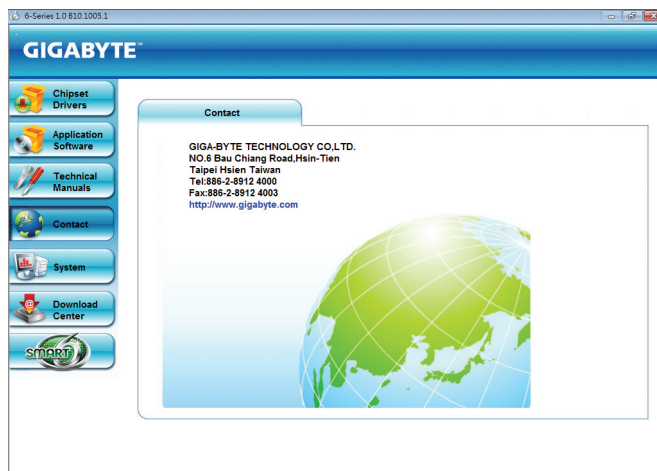 6-Series 1.0 B10.1005.1
GIGABYTE™
Chipset
Drivers
Application
Software
Technical
Manuals
Contact
System
Download
Center
SMART6
Contact
GIGA-BYTE TECHNOLOGY CO,LTD.
NO.6 Bau Chiang Road,Hsin-Tien
Taipei Hsien Taiwan
Tel:886-2-8912 4000
Fax:886-2-8912 4003
http://www.gigabyte.com